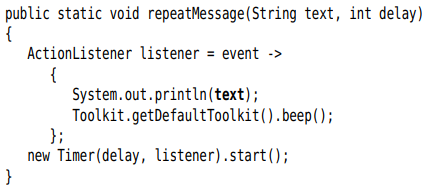 public static void repeatMessage(String text, int delay)
{
   ActionListener listener = event ->
      {
         System.out.println(text);
         Toolkit.getDefaultToolkit().beep();
      };
   new Timer(delay, listener).start();
}